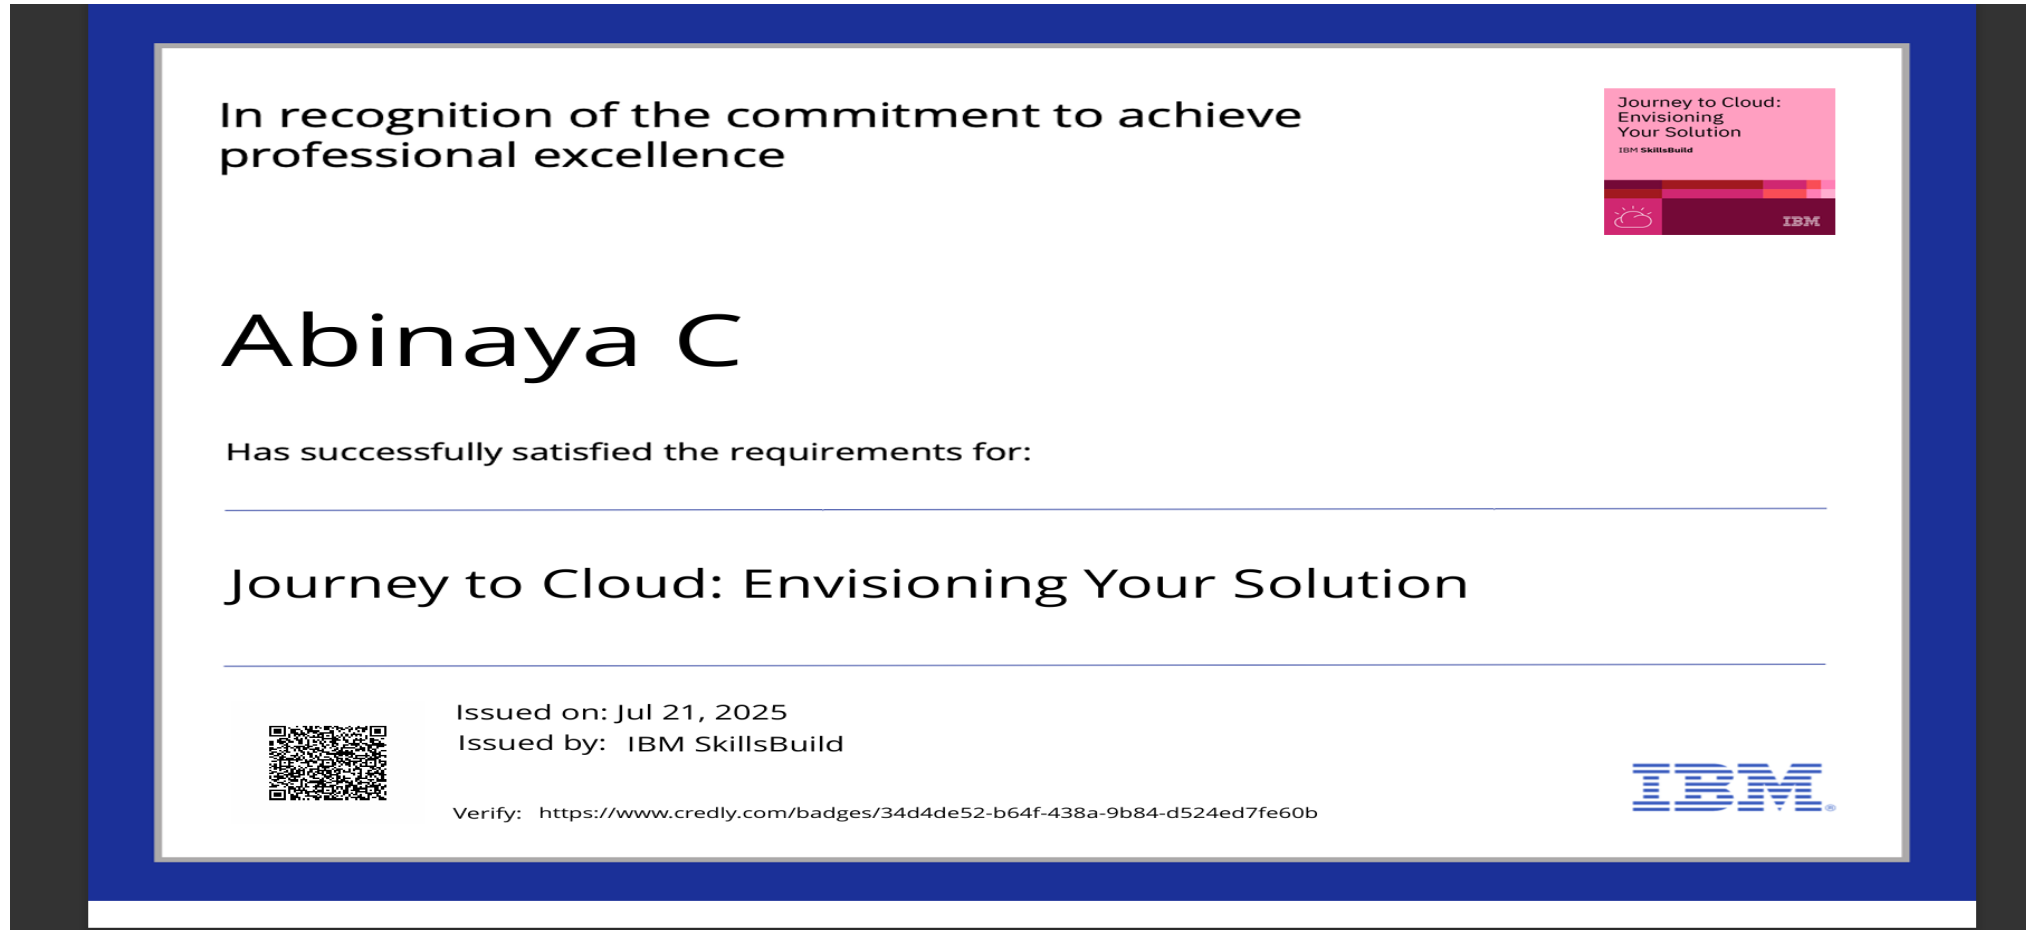 In recognition of the commitment to achieve
professional excellence
Journey to Cloud:
Envisioning
Your Solution
IBM SkillsBuild
IBM
Abinaya C
Has successfully satisfied the requirements for:
Journey to Cloud: Envisioning Your Solution
Issued on: Jul 21, 2025
Issued by: IBM SkillsBuild
Verify: https://www.credly.com/badges/34d4de52-b64f-438a-9b84-d524ed7fe60b
IBM®